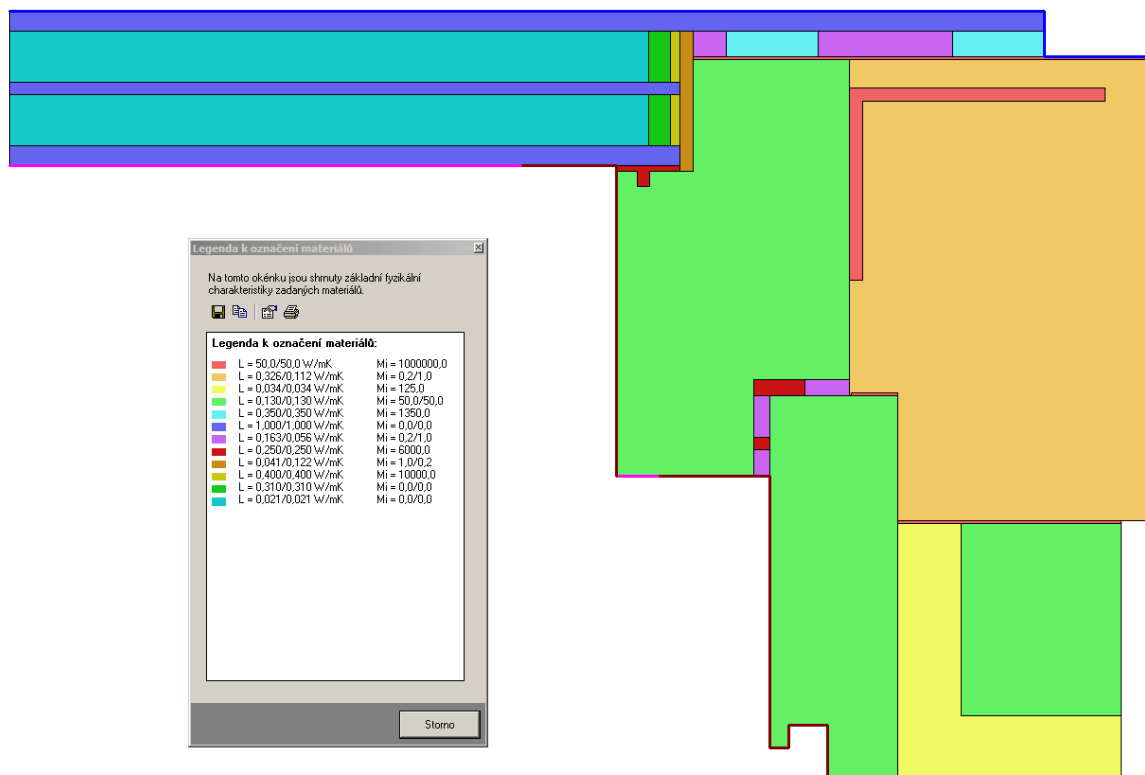 Legenda k označení materiálů
Na tomto okénku jsou shrnuty základní fyzikální
charakteristiky zadaných materiálů.
Legenda k označení materiálů:
L = 50,0/50,0 W/mK Mi = 1000000,0
L = 0,326/0,112 W/mK Mi = 0,2/1,0
L = 0,034/0,034 W/mK Mi = 125,0
L = 0,130/0,130 W/mK Mi = 50,0/50,0
L = 0,350/0,350 W/mK Mi = 1350,0
L = 1,000/1,000 W/mK Mi = 0,0/0,0
L = 0,163/0,056 W/mK Mi = 0,2/1,0
L = 0,250/0,250 W/mK Mi = 6000,0
L = 0,041/0,122 W/mK Mi = 1,0/0,2
L = 0,400/0,400 W/mK Mi = 10000,0
L = 0,310/0,310 W/mK Mi = 0,0/0,0
L = 0,021/0,021 W/mK Mi = 0,0/0,0
Storno